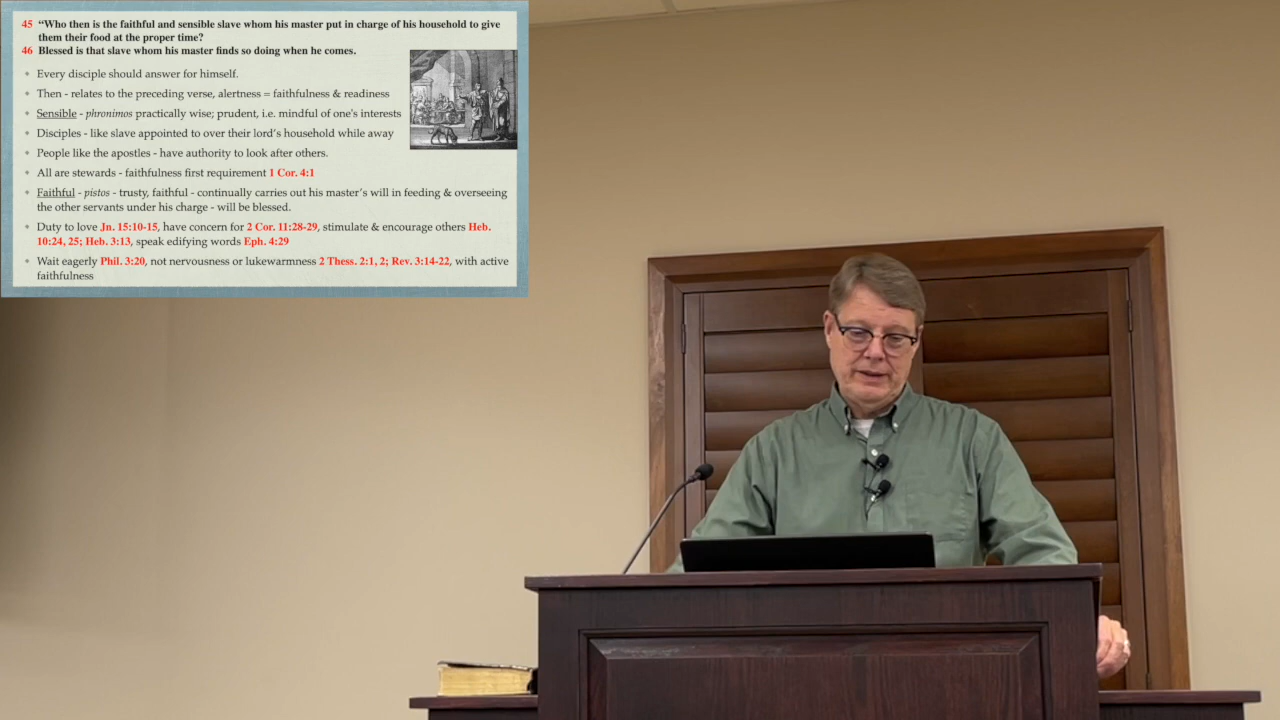 45 “Who then is the faithful and sensible slave whom his master put in charge of his household to give
them their food at the proper time?
46 Blessed is that slave whom his master finds so doing when he comes.
Every disciple should answer for himself.
Then - relates to the preceding verse, alertness = faithfulness & readiness
Sensible - phronimos practically wise; prudent, i.e. mindful of one's interests
Disciples - like slave appointed to over their lord’s household while away
People like the apostles - have authority to look after others.
All are stewards - faithfulness first requirement 1 Cor. 4:1
Faithful - pistos - trusty, faithful - continually carries out his master’s will in feeding & overseeing
the other servants under his charge - will be blessed.
Duty to love Jn. 15:10-15, have concern for 2 Cor. 11:28-29, stimulate & encourage others Heb.
10:24, 25; Heb. 3:13, speak edifying words Eph. 4:29
Wait eagerly Phil. 3:20, not nervousness or lukewarmness 2 Thess. 2:1, 2; Rev. 3:14-22, with active
faithfulness